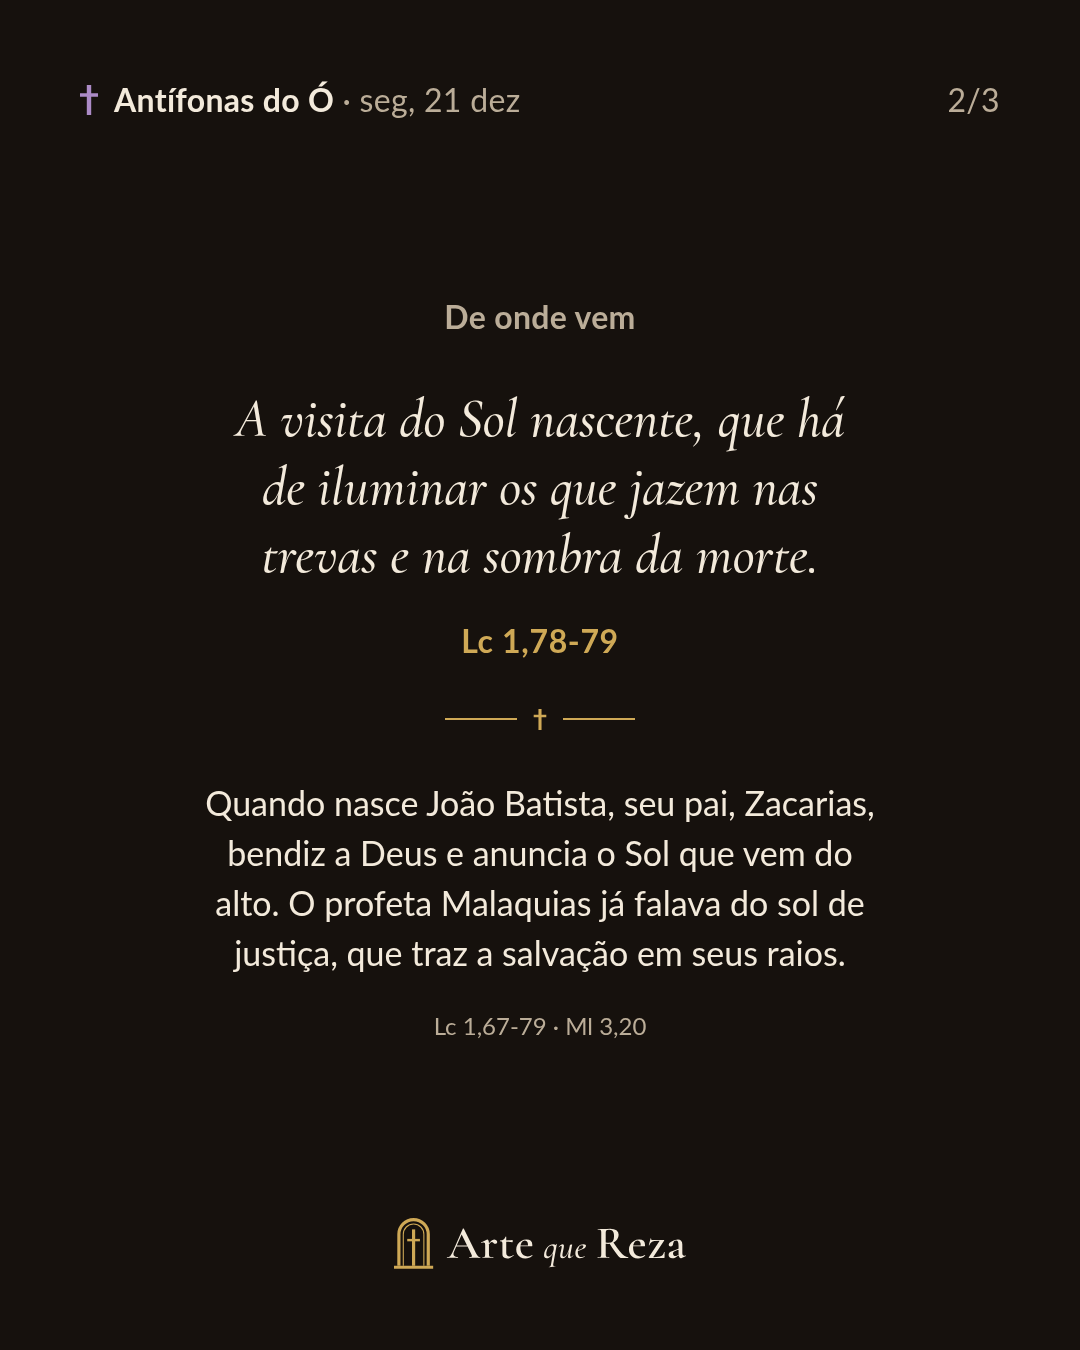 † Antífonas do Ó · seg, 21 dez
2/3
De onde vem
A visita do Sol nascente, que há
de iluminar os que jazem nas
trevas e na sombra da morte.
Lc 1,78-79
†
Quando nasce João Batista, seu pai, Zacarias,
bendiz a Deus e anuncia o Sol que vem do
alto. O profeta Malaquias já falava do sol de
justiça, que traz a salvação em seus raios.
Lc 1,67-79 · Ml 3,20
Arte que Reza